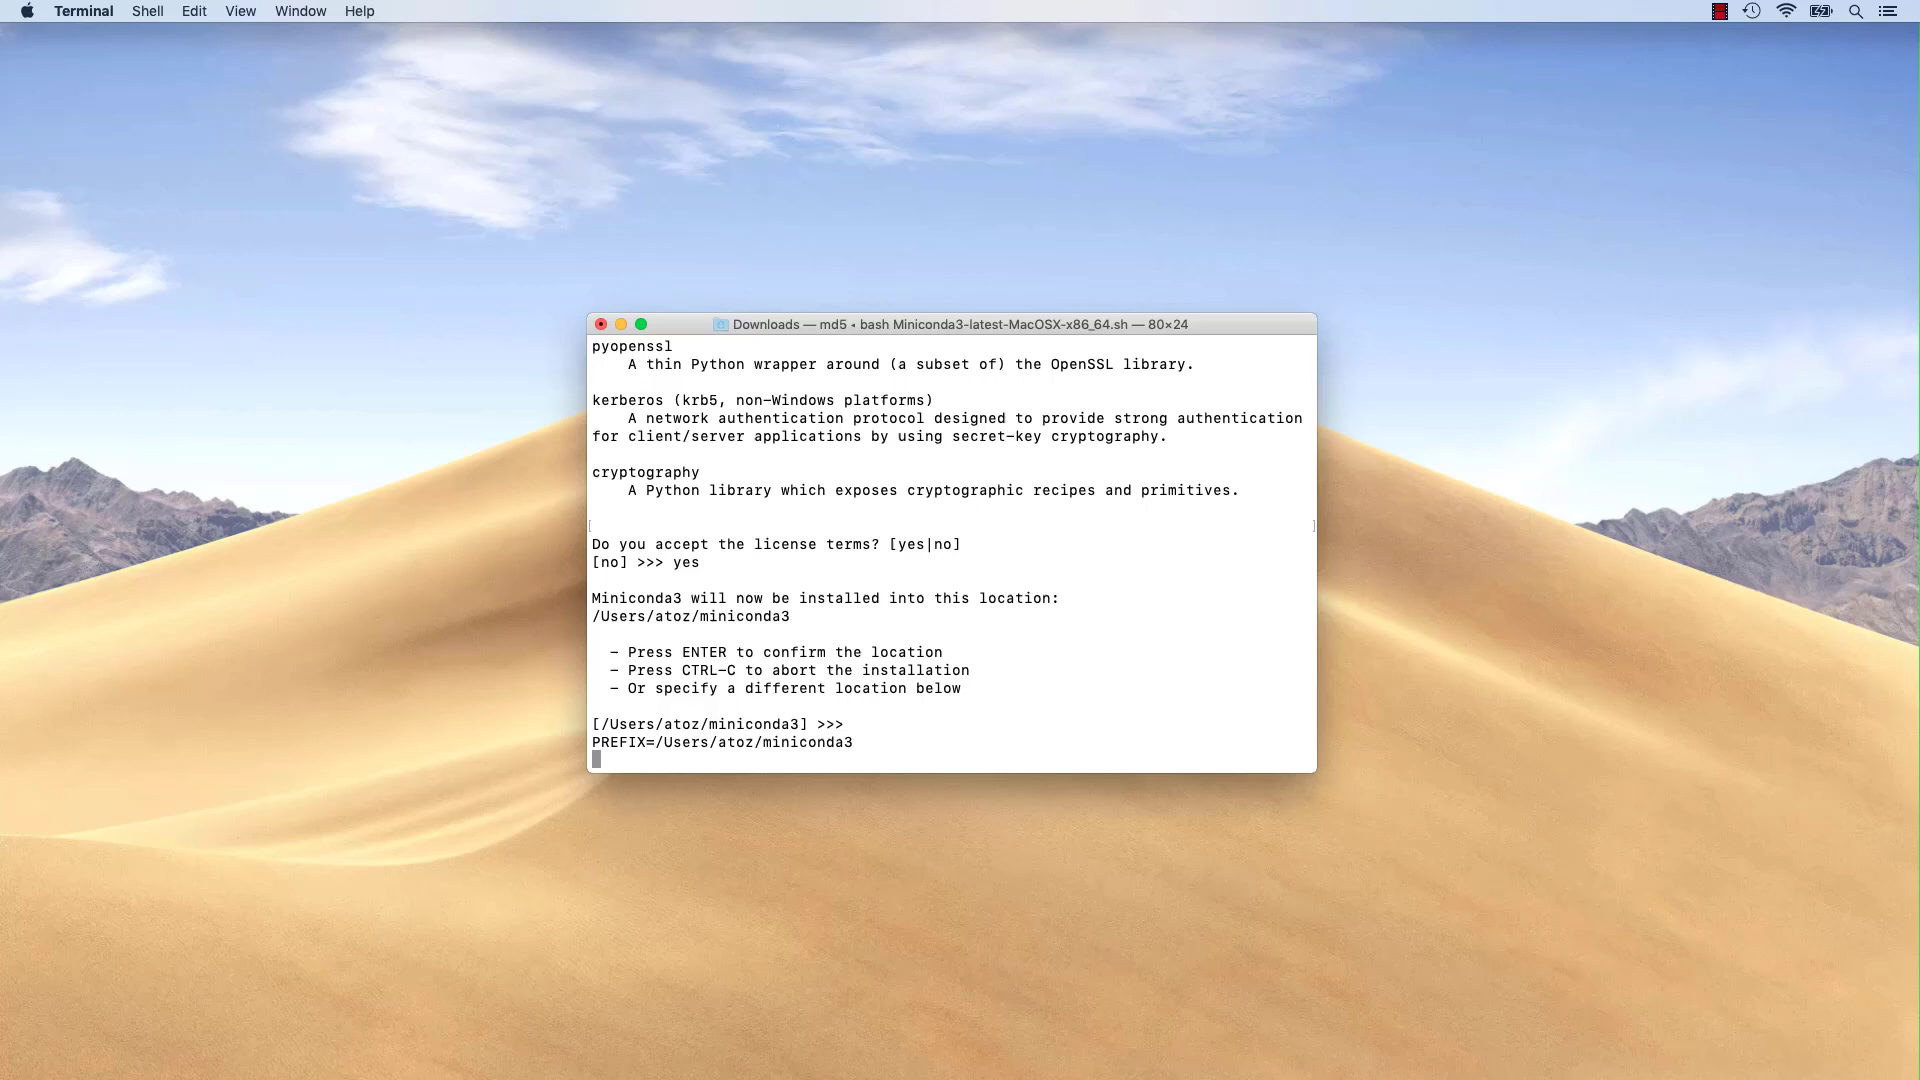 Terminal Shell Edit View Window Help
Downloads — md5 ◂ bash Miniconda3-latest-MacOSX-x86_64.sh — 80×24
pyopenssl
A thin Python wrapper around (a subset of) the OpenSSL library.
kerberos (krb5, non-Windows platforms)
A network authentication protocol designed to provide strong authentication
for client/server applications by using secret-key cryptography.
cryptography
A Python library which exposes cryptographic recipes and primitives.
[ ]
Do you accept the license terms? [yes|no]
[no] >>> yes
Miniconda3 will now be installed into this location:
/Users/atoz/miniconda3
- Press ENTER to confirm the location
- Press CTRL-C to abort the installation
- Or specify a different location below
[/Users/atoz/miniconda3] >>>
PREFIX=/Users/atoz/miniconda3